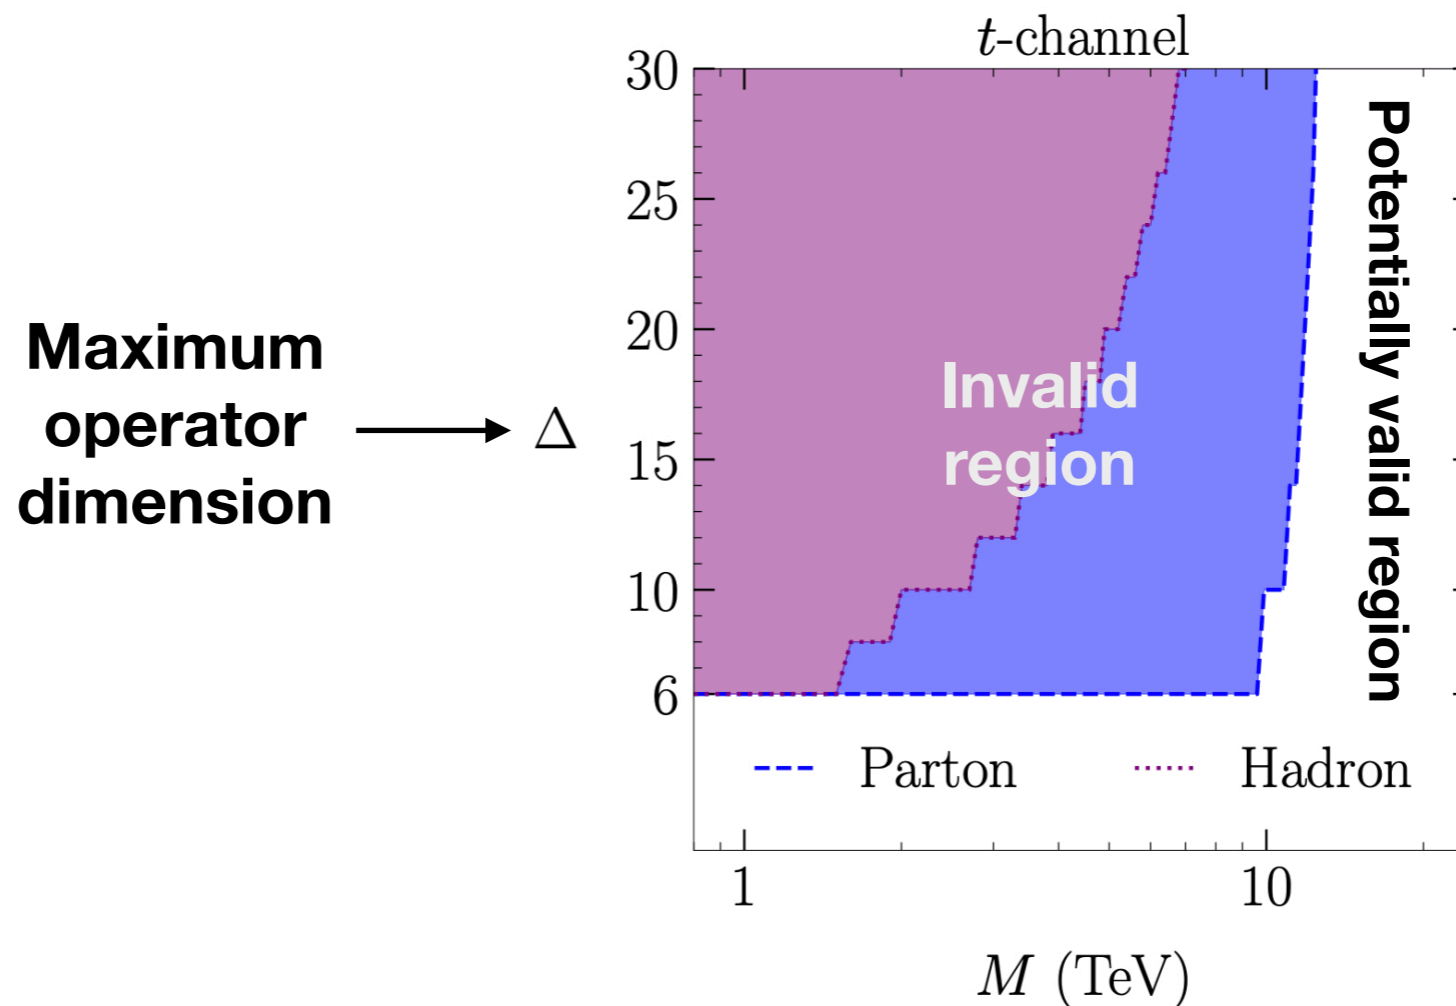 t-channel
30
25
20
15
10
6
Maximum
operator
dimension
Δ
Invalid
region
Potentially valid region
Parton
Hadron
1
10
M (TeV)